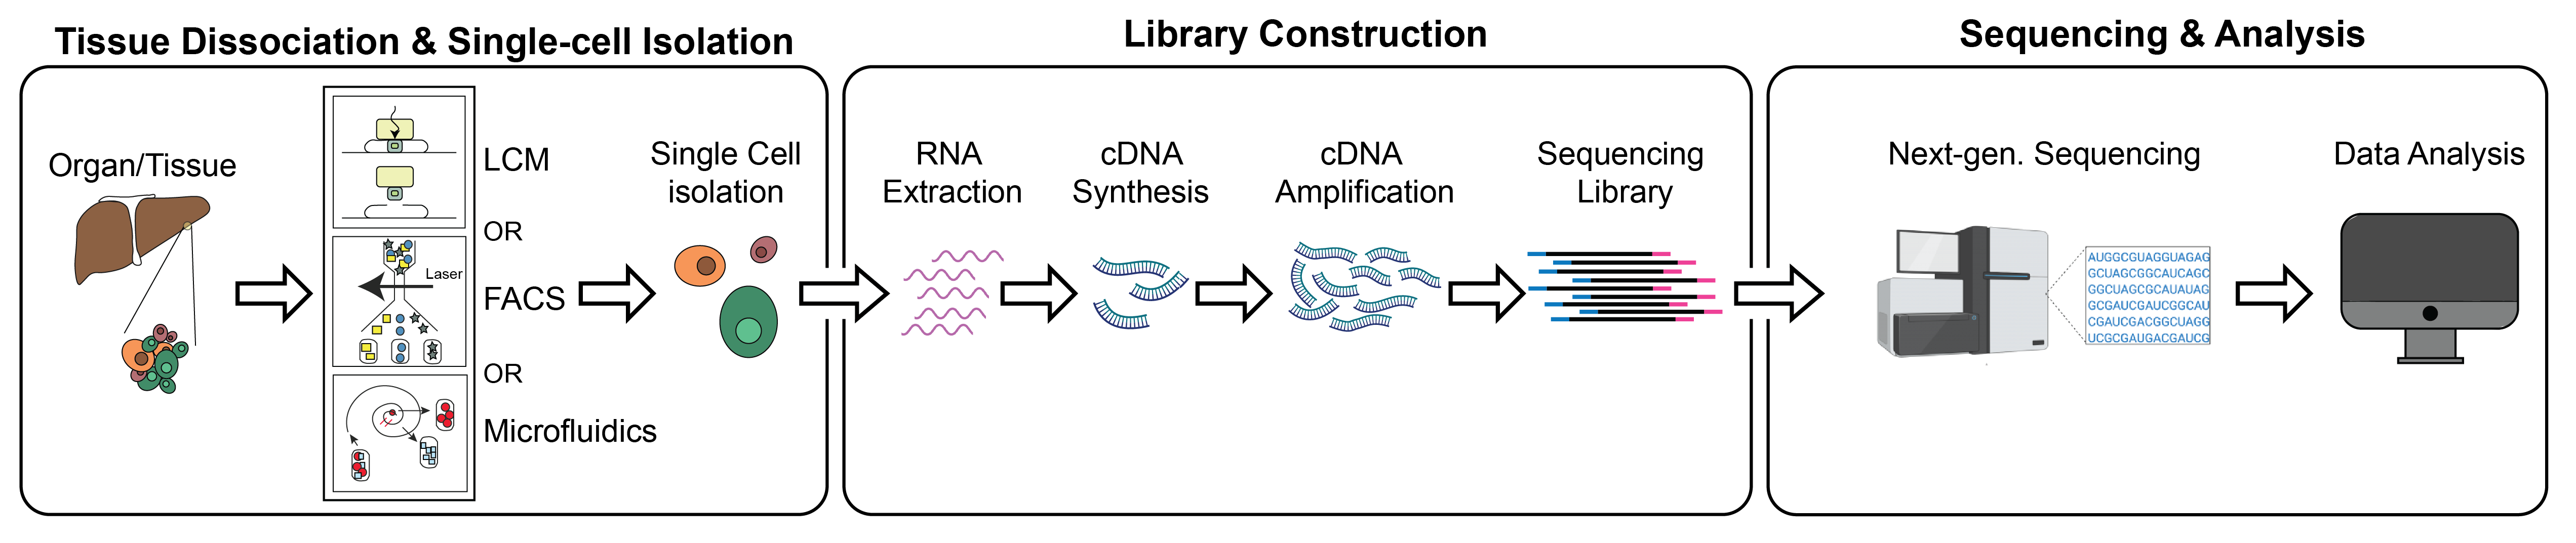 Tissue Dissociation & Single-cell Isolation
Organ/Tissue
LCM
OR
Laser
FACS
OR
Microfluidics
Single Cell
isolation
Library Construction
RNA
Extraction
cDNA
Synthesis
cDNA
Amplification
Sequencing
Library
Sequencing & Analysis
Next-gen. Sequencing
AUGGCGUAGGUAGAG
GCUAGCGGCAUCAGC
GGCUAGCGCAUAUAG
GCGAUCGAUCGGCAU
CGAUCGACGGCUAGG
UCGCGAUGACGAUCG
Data Analysis